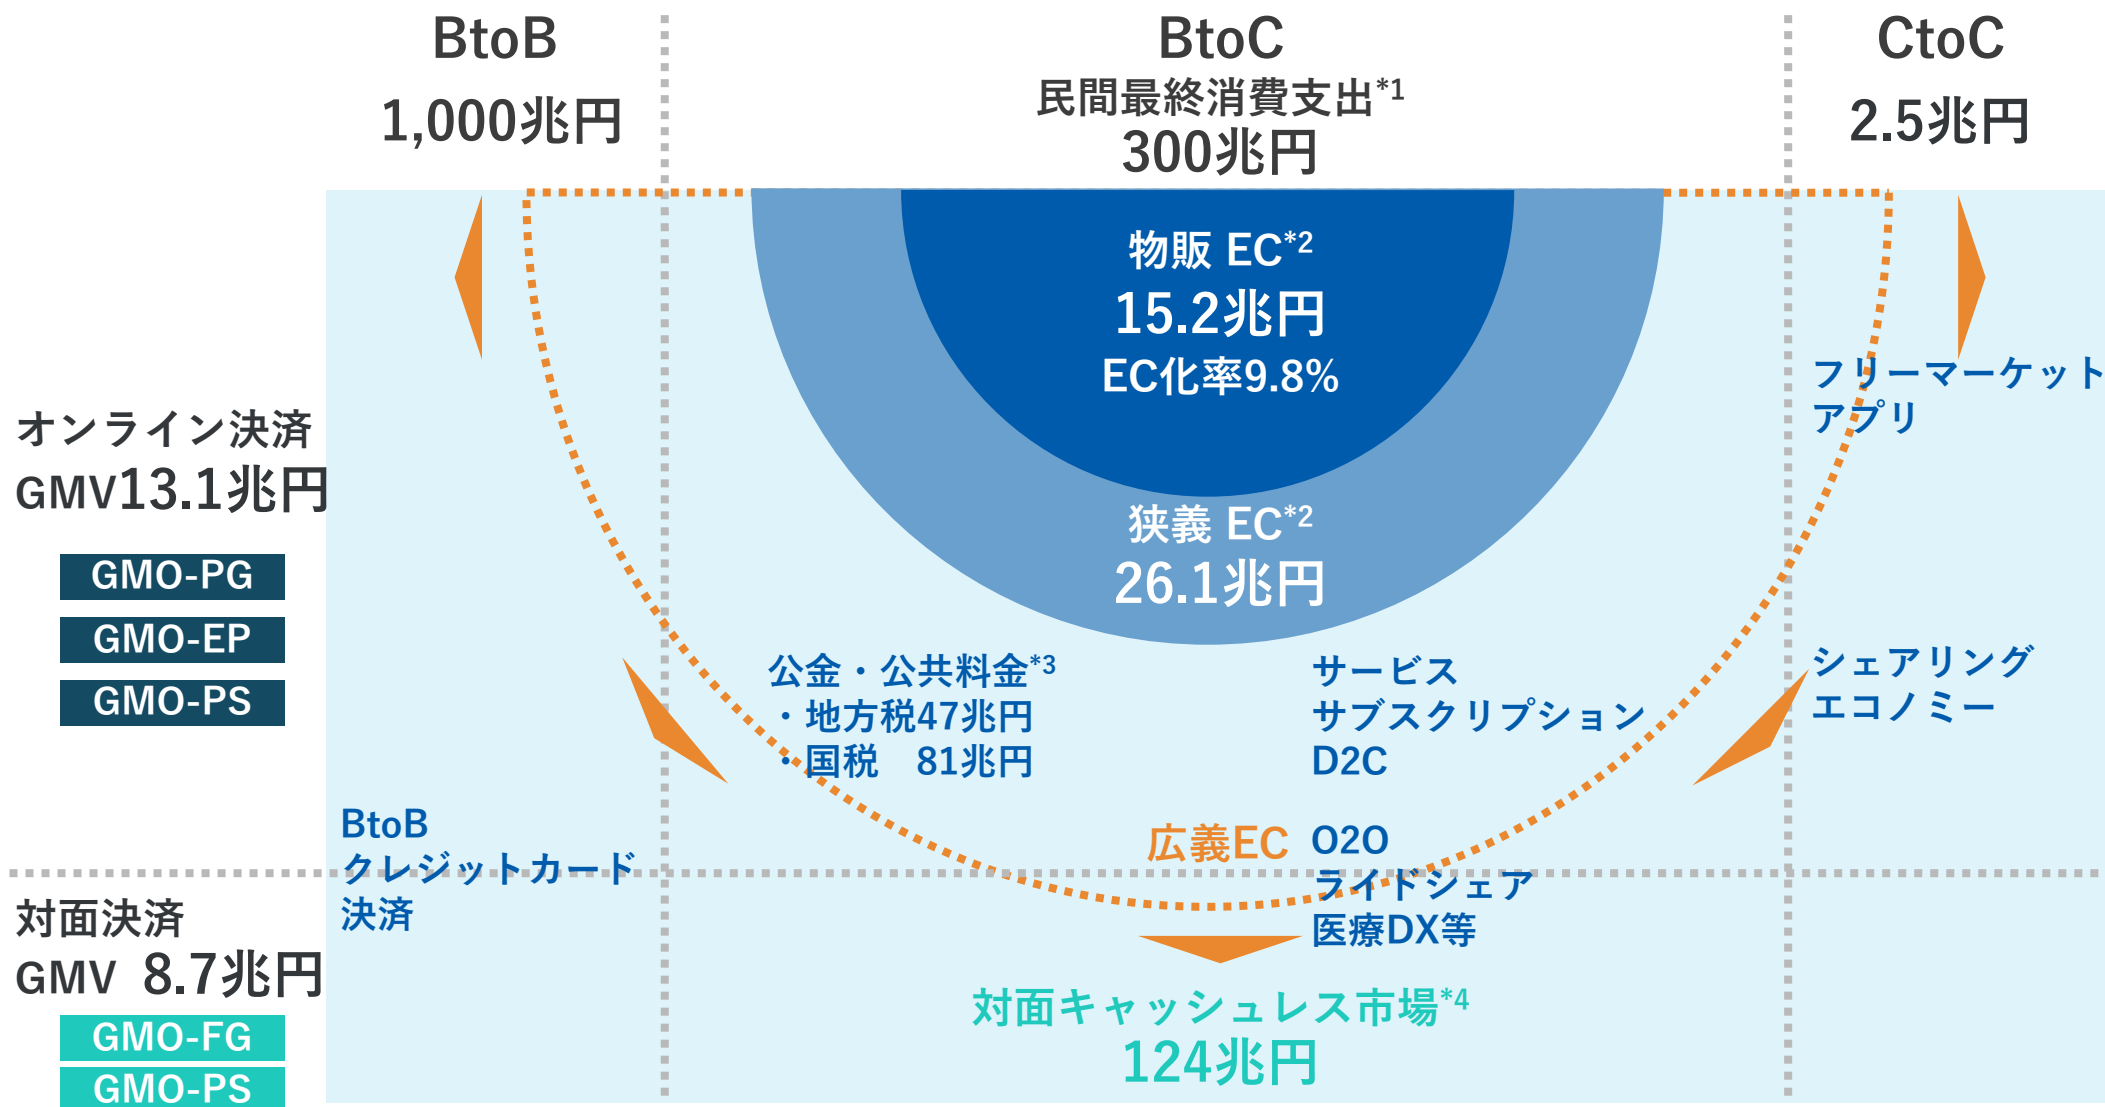 BtoB
1,000兆円
BtoC
民間最終消費支出*1
300兆円
CtoC
2.5兆円
物販 EC*2
15.2兆円
EC化率9.8%
狭義 EC*2
26.1兆円
オンライン決済
GMV13.1兆円
GMO-PG
GMO-EP
GMO-PS
フリーマーケット
アプリ
シェアリング
エコノミー
公金・公共料金*3
・地方税47兆円
・国税 81兆円
サービス
サブスクリプション
D2C
広義EC
O2O
ライドシェア
医療DX等
BtoB
クレジットカード
決済
対面決済
GMV 8.7兆円
GMO-FG
GMO-PS
対面キャッシュレス市場*4
124兆円